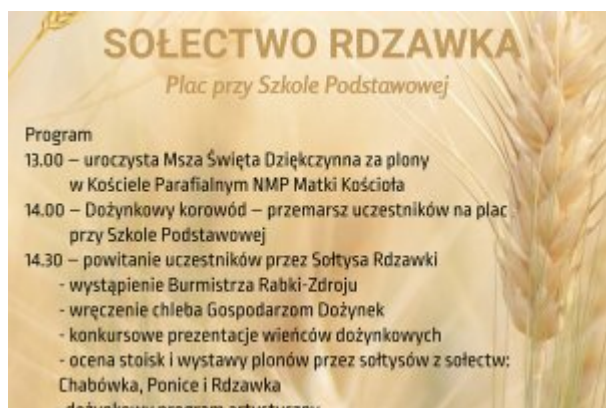 SOŁECTWO RDZAWKA
Plac przy Szkole Podstawowej
Program
13.00 – uroczysta Msza Święta Dziękczynna za plony
w Kościele Parafialnym NMP Matki Kościoła
14.00 – Dożynkowy korowód – przemarsz uczestników na plac
przy Szkole Podstawowej
14.30 – powitanie uczestników przez Sołtysa Rdzawki
- wystąpienie Burmistrza Rabki-Zdroju
- wręczenie chleba Gospodarzom Dożynek
- konkursowe prezentacje wieńców dożynkowych
- ocena stoisk i wystawy plonów przez sołtysów z sołectw:
Chabówka, Ponice i Rdzawka
- dożynkowy program artystyczny